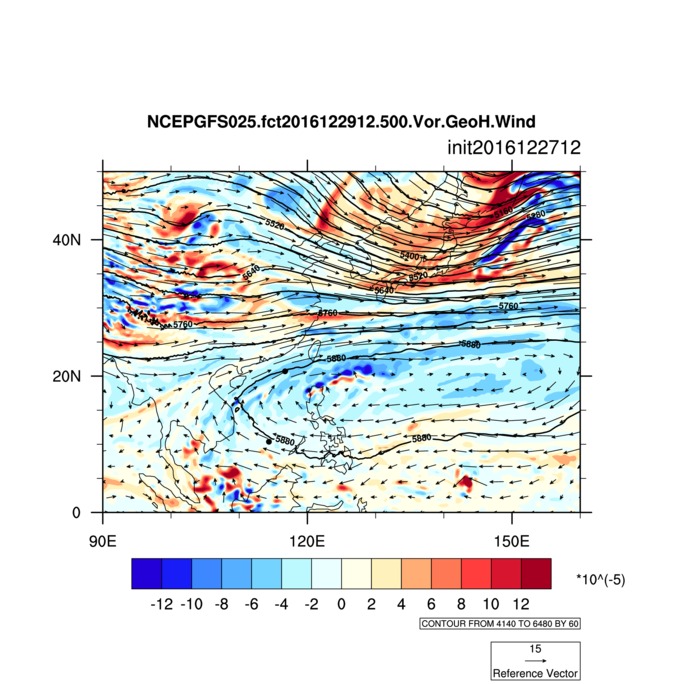 NCEPGFS025.fct2016122912.500.Vor.GeoH.Wind
init2016122712
40N
20N
0
90E 120E 150E
5520
5160
5280
5400
5520
5640
5640
5760
5760
5760
5880
5880
5880
5880
-12 -10 -8 -6 -4 -2 0 2 4 6 8 10 12
*10^(-5)
CONTOUR FROM 4140 TO 6480 BY 60
15
Reference Vector